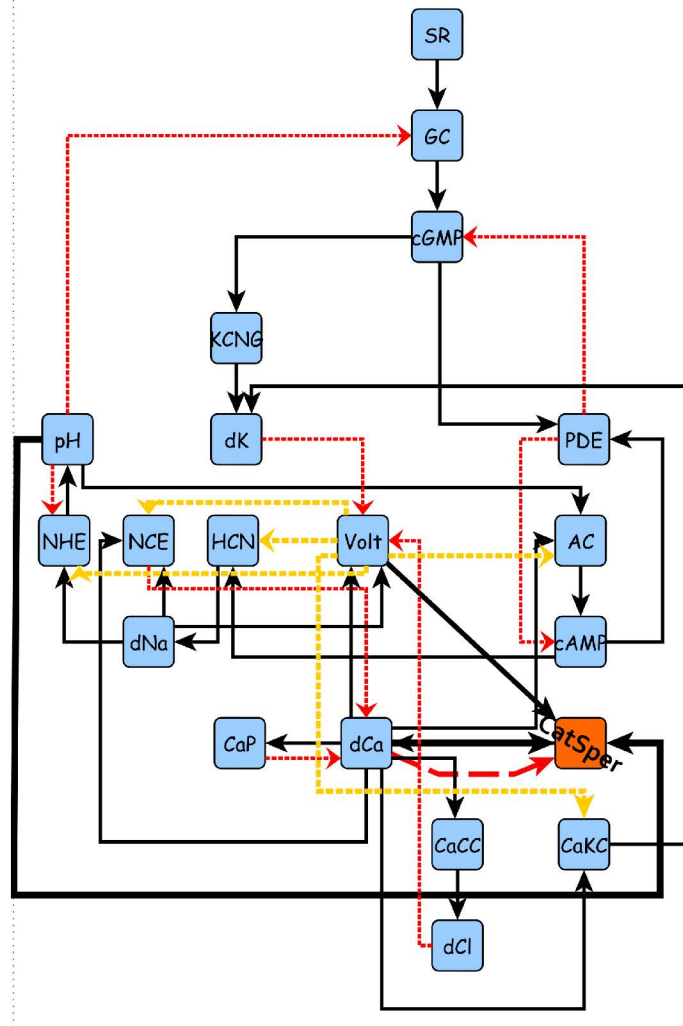 SR
GC
cGMP
KCNG
pH
dK
PDE
NHE
NCE
HCN
Volt
AC
dNa
cAMP
CaP
dCa
CatSper
CaCC
CaKC
dCl